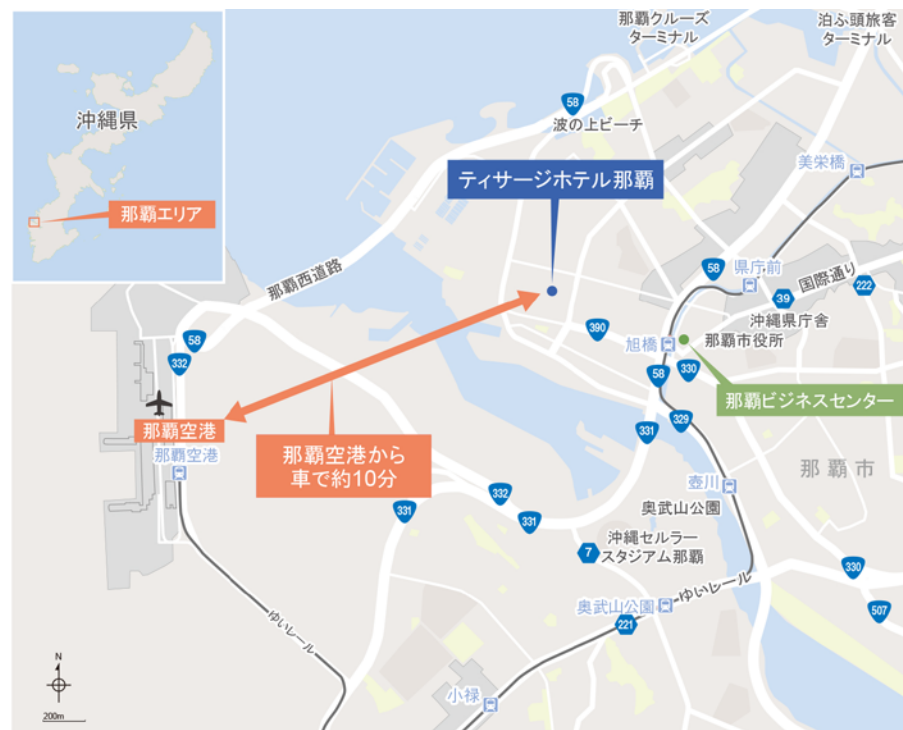 那覇クルーズ
ターミナル
泊ふ頭旅客
ターミナル
沖縄県
58
波の上ビーチ
美栄橋
ティサージホテル那覇
那覇エリア
那覇西道路
58
県庁前
国際通り
222
39
沖縄県庁舎
那覇市役所
390
旭橋
58
332
330
58
那覇ビジネスセンター
329
331
那覇空港
那覇空港
那覇空港から
車で約10分
那覇市
壺川
332
331
331
奥武山公園
沖縄セルラー
スタジアム那覇
7
330
ゆいレール
奥武山公園
507
221
ゆいレール
小禄
N
200m